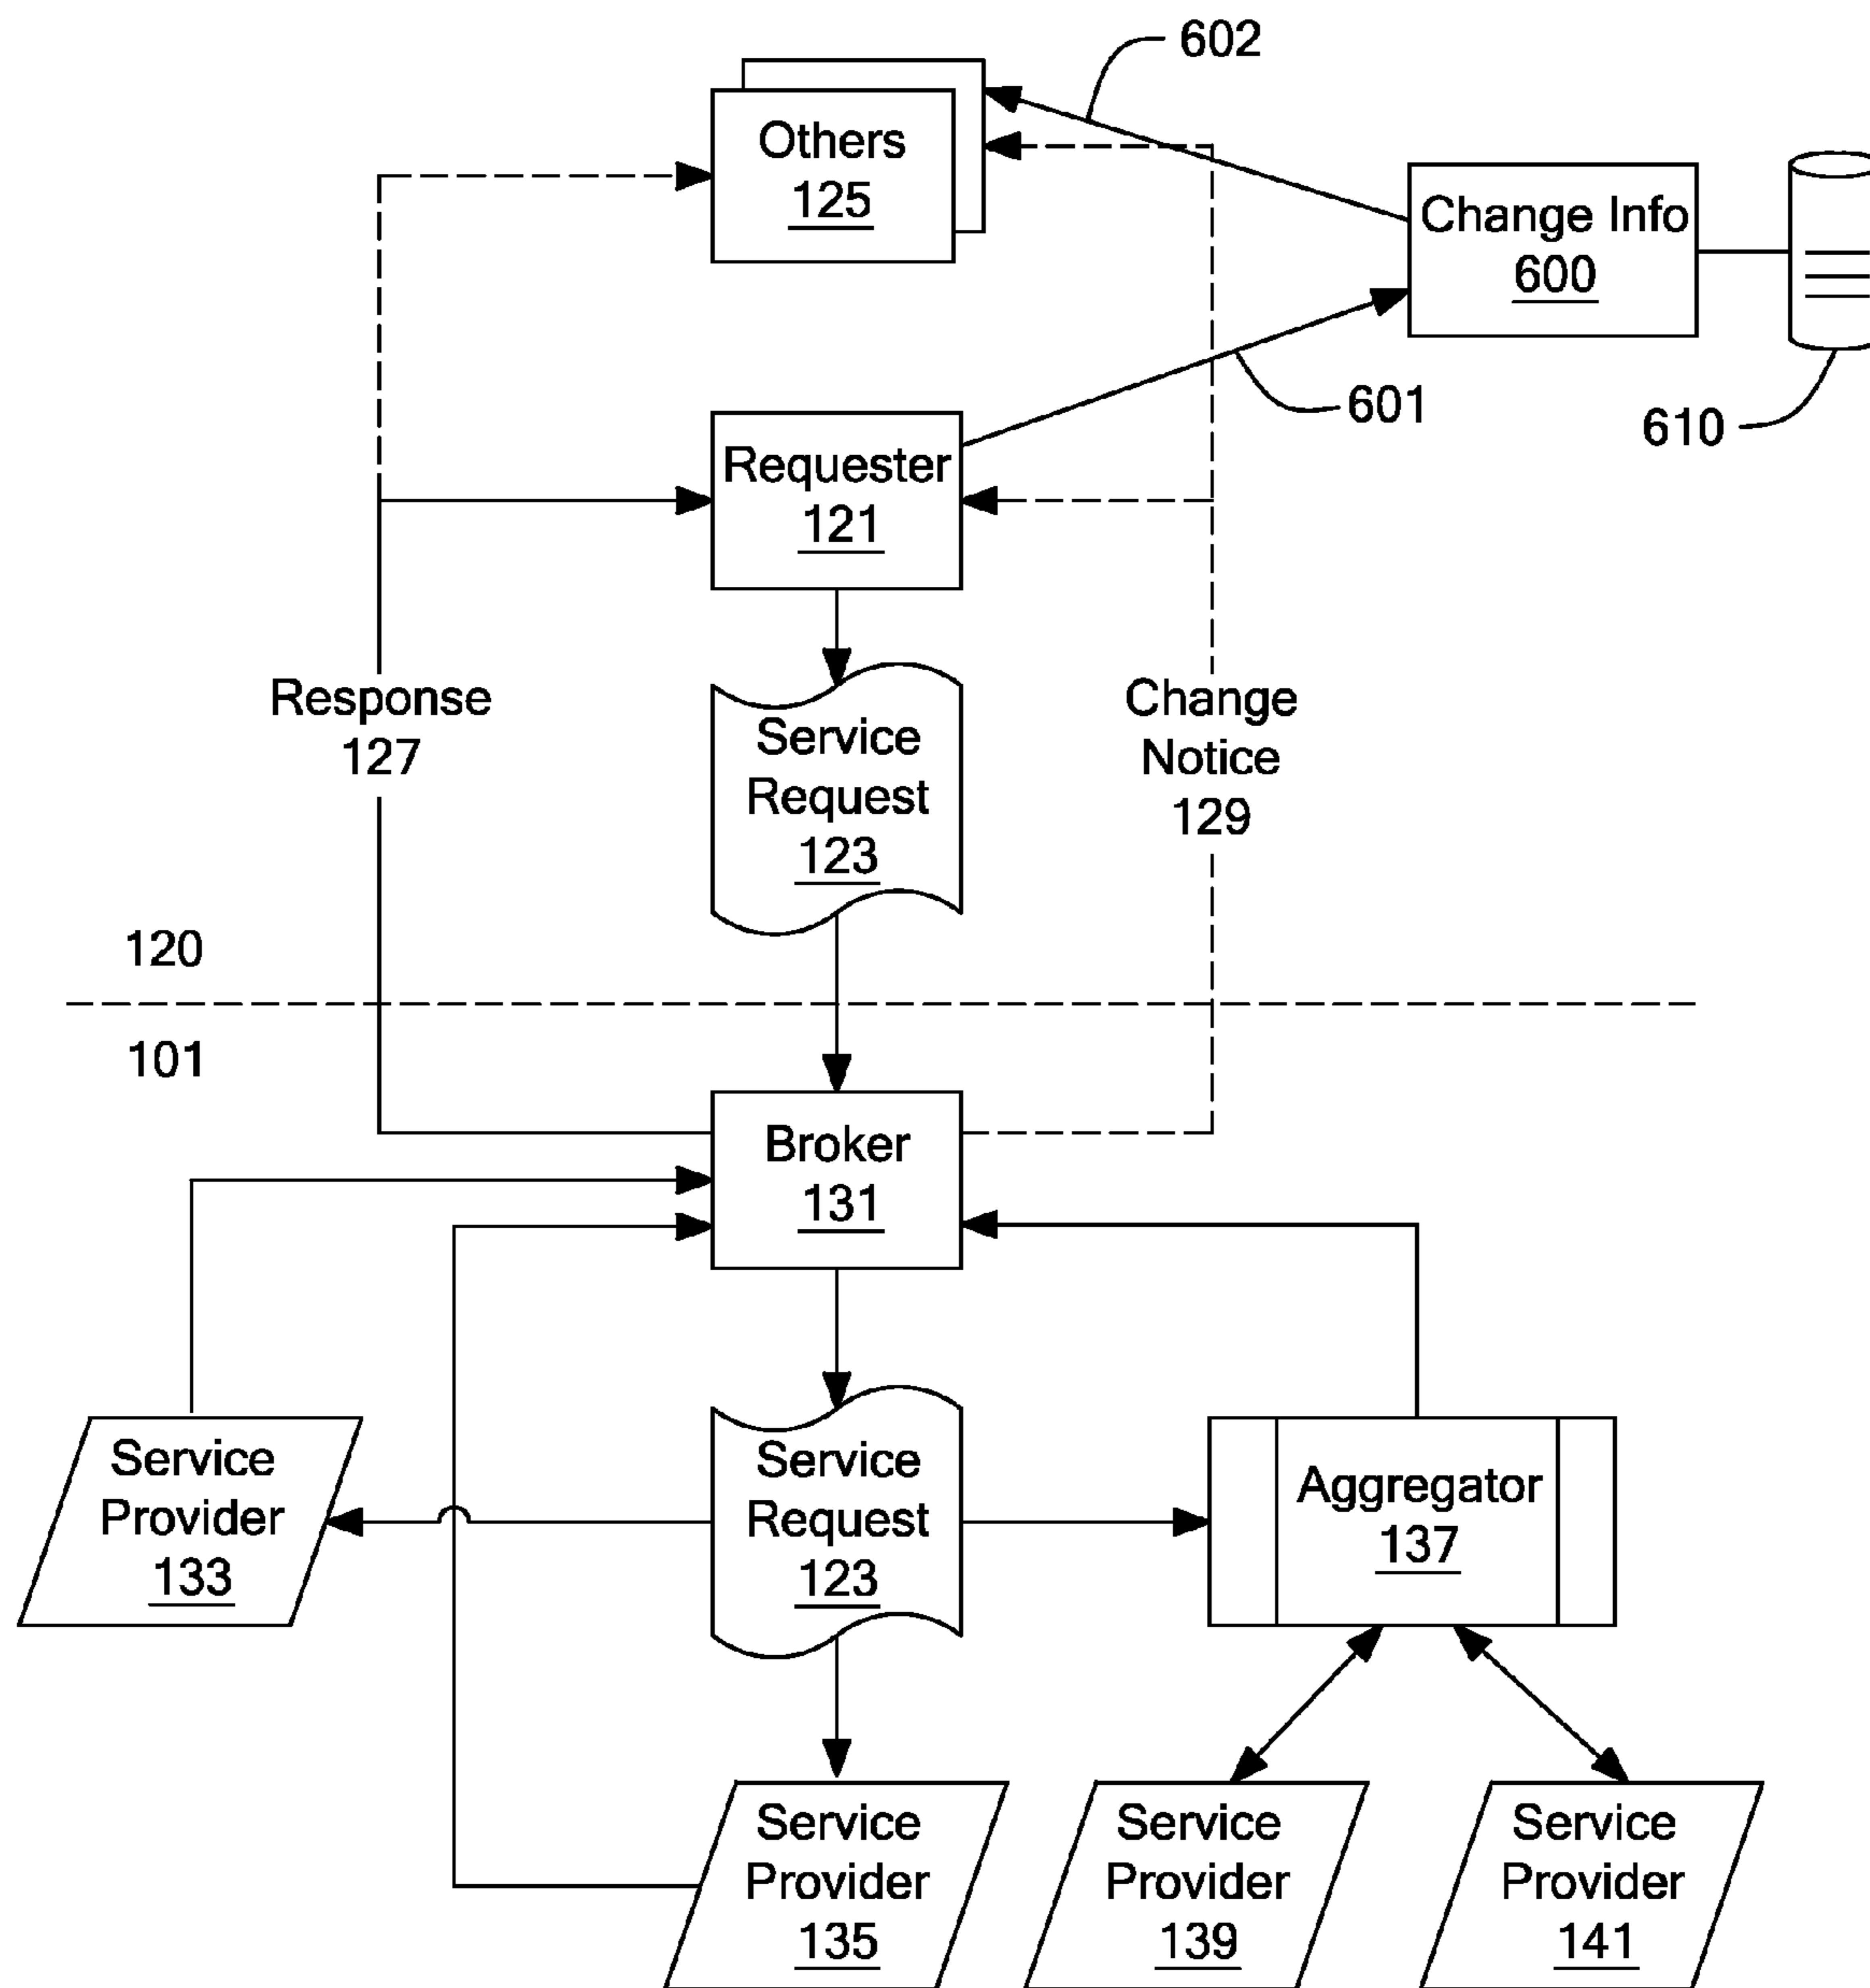 602
Others
125
Change Info
600
601
610
Requester
121
Response
127
Change
Notice
129
Service
Request
123
120
101
Broker
131
Service
Provider
133
Service
Request
123
Aggregator
137
Service
Provider
135
Service
Provider
139
Service
Provider
141